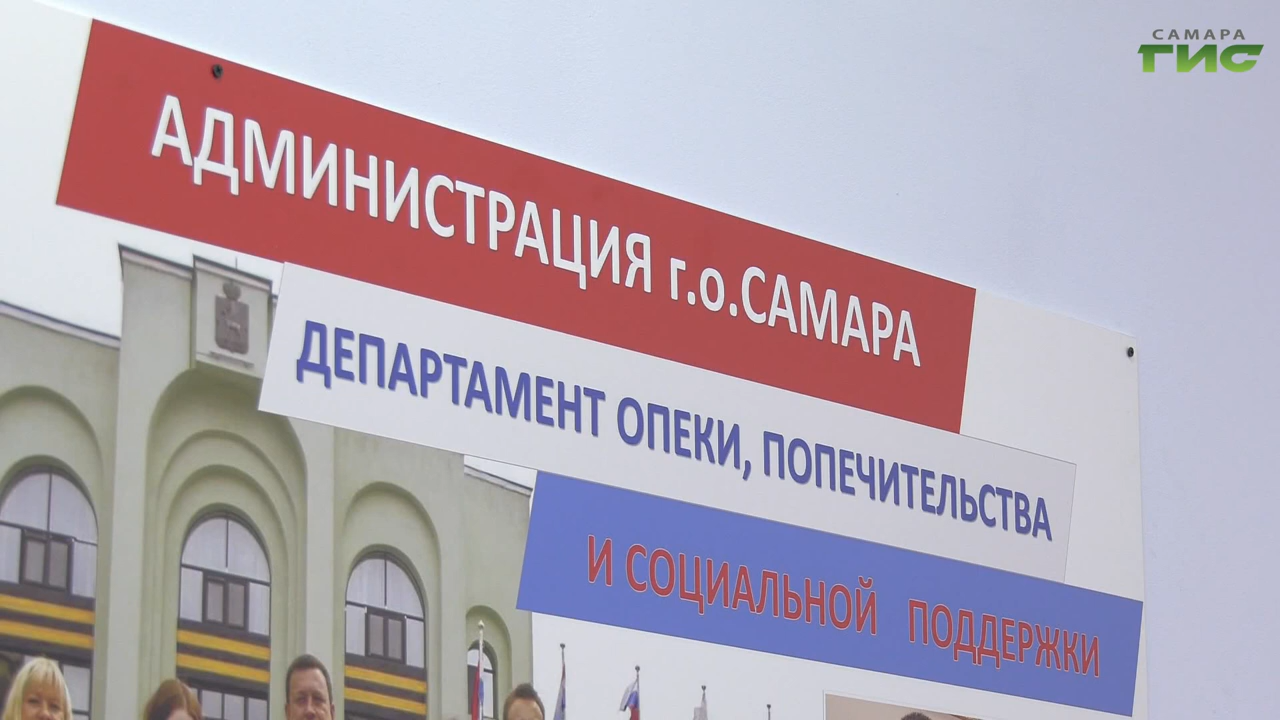 САМАРА
ГИС
АДМИНИСТРАЦИЯ г.о.САМАРА
ДЕПАРТАМЕНТ ОПЕКИ, ПОПЕЧИТЕЛЬСТВА
И СОЦИАЛЬНОЙ ПОДДЕРЖКИ